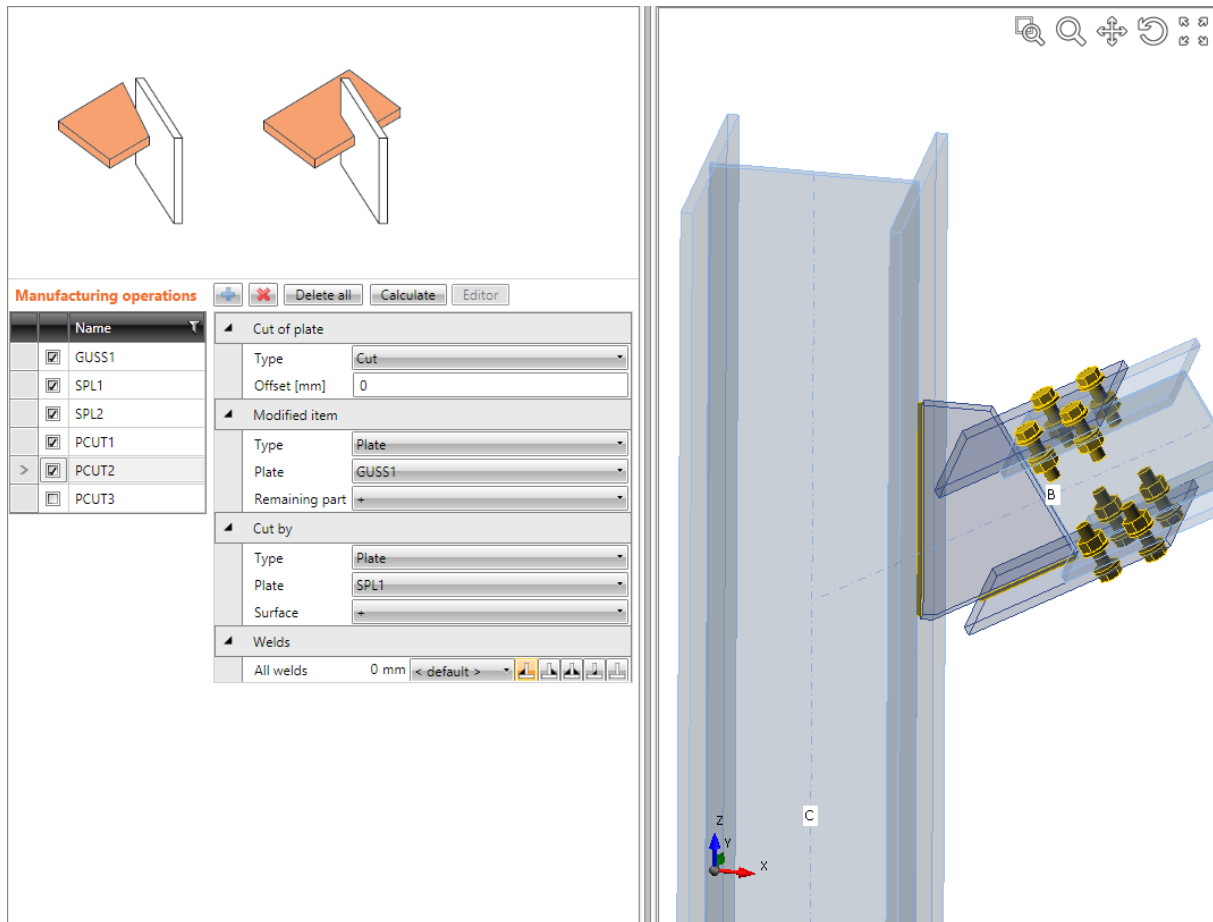 Manufacturing operations
Delete all
Calculate
Editor
Name
GUSS1
SPL1
SPL2
PCUT1
> PCUT2
PCUT3
Cut of plate
Type Cut
Offset [mm] 0
Modified item
Type Plate
Plate GUSS1
Remaining part +
Cut by
Type Plate
Plate SPL1
Surface +
Welds
All welds 0 mm < default >
B
C
Z
Y
X